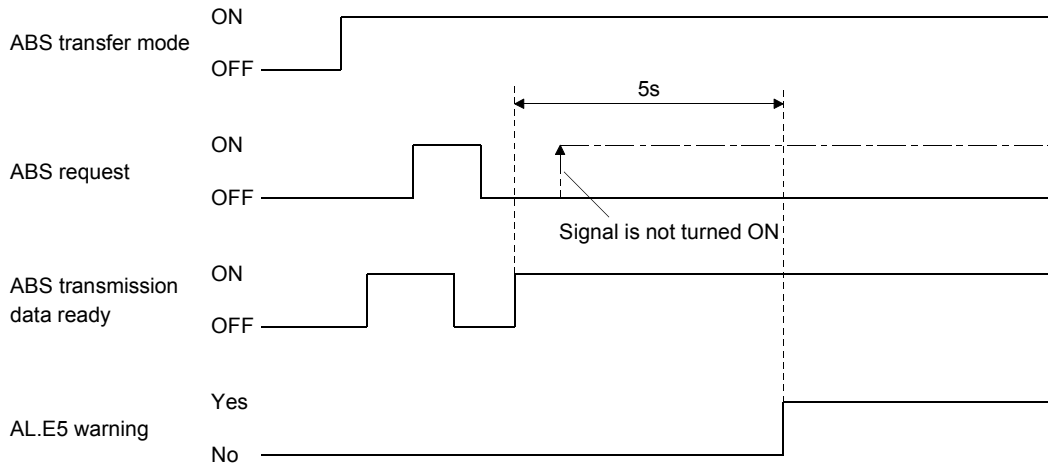 ON
ABS transfer mode
OFF
5s
ON
ABS request
OFF
Signal is not turned ON
ON
ABS transmission
data ready
OFF
Yes
AL.E5 warning
No